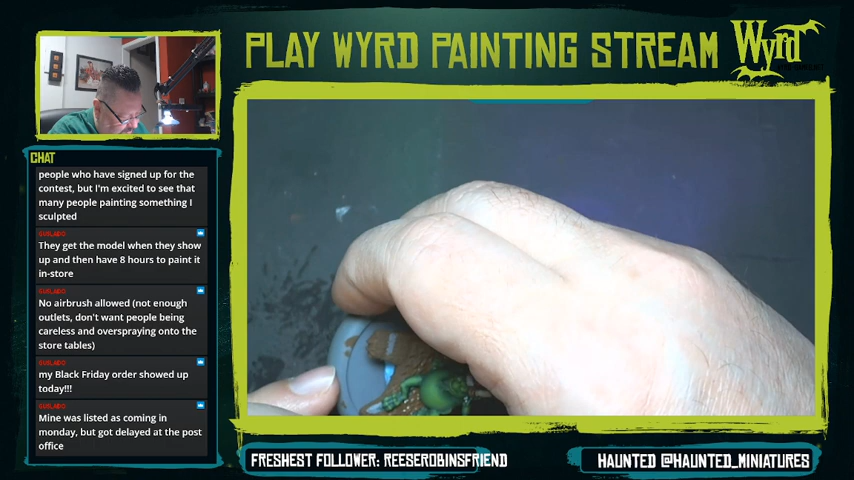 PLAY WYRD PAINTING STREAM
Wyrd
CHAT
people who have signed up for the
contest, but I'm excited to see that
many people painting something I
sculpted
They get the model when they show
up and then have 8 hours to paint it
in-store
No airbrush allowed (not enough
outlets, don't want people being
careless and overspraying onto the
store tables)
my Black Friday order showed up
today!!!
Mine was listed as coming in
monday, but got delayed at the post
office
FRESHEST FOLLOWER: REESEROBINSFRIEND
HAUNTED @HAUNTED_MINIATURES